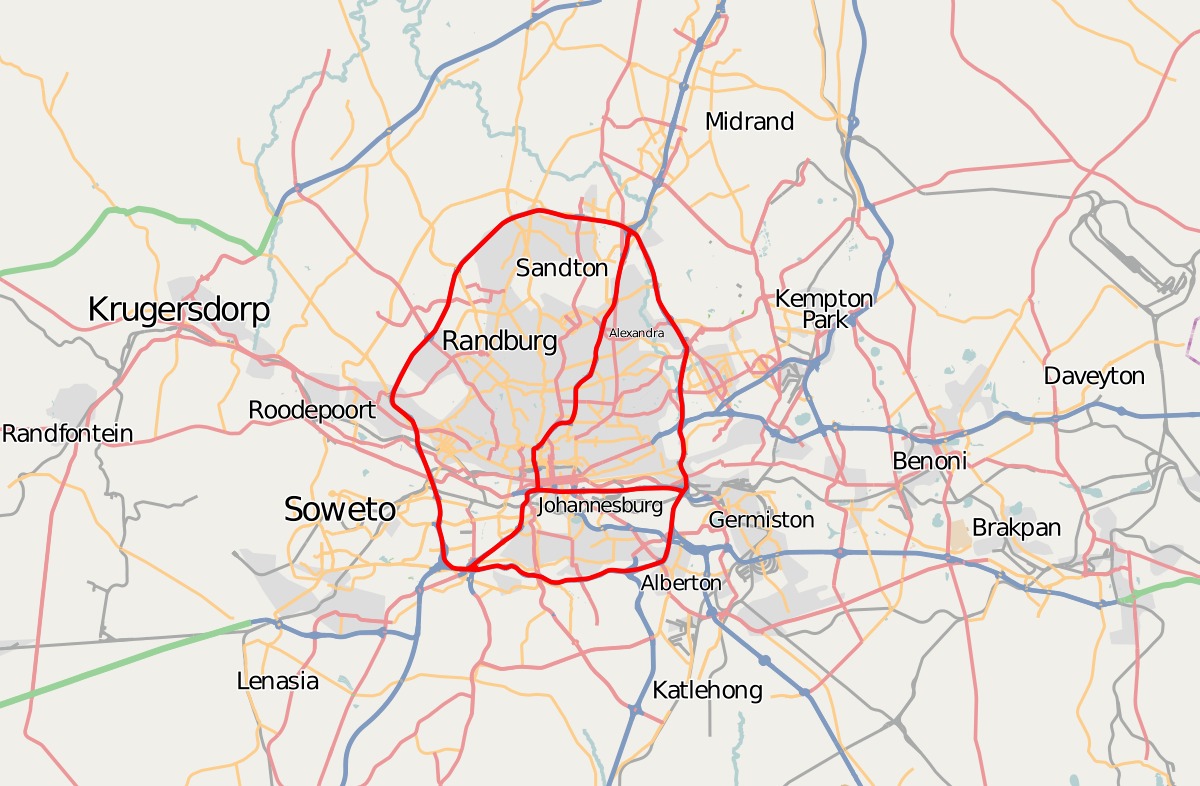 Midrand
Sandton
Kempton
Park
Krugersdorp
Randburg
Alexandra
Daveyton
Roodepoort
Randfontein
Benoni
Soweto
Johannesburg
Germiston
Brakpan
Alberton
Lenasia
Katlehong